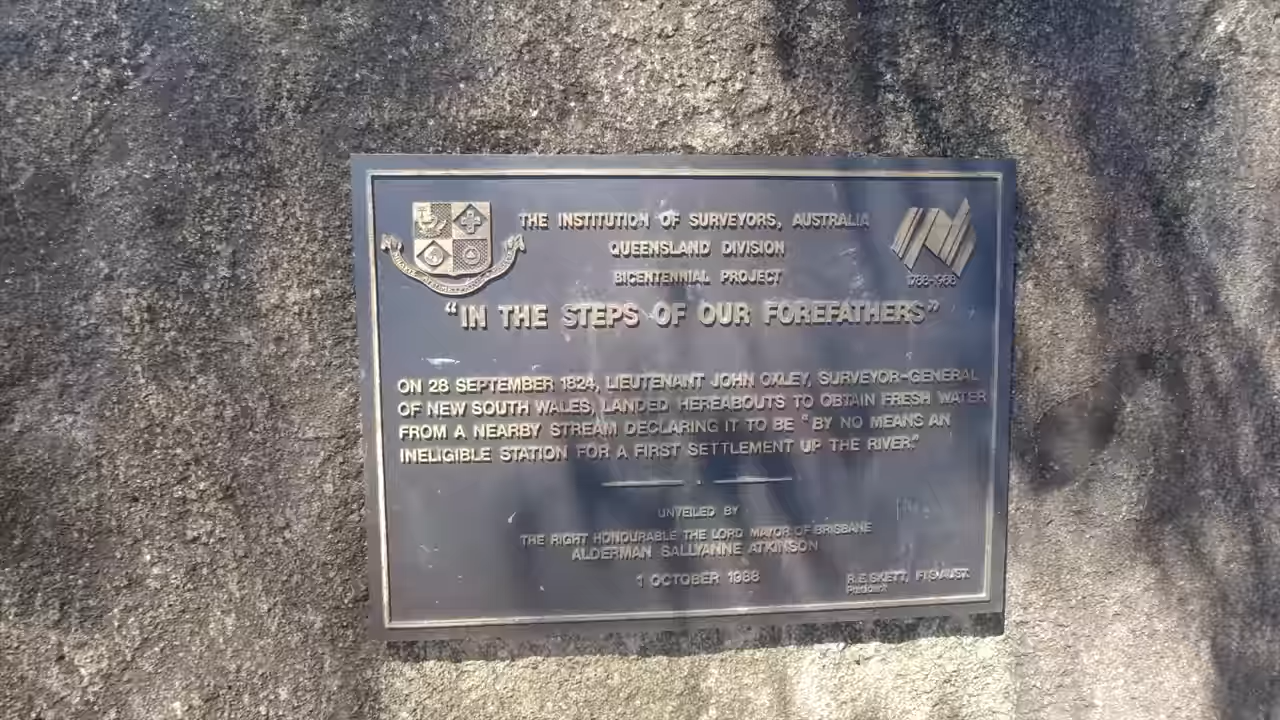 THE INSTITUTION OF SURVEYORS, AUSTRALIA
QUEENSLAND DIVISION
BICENTENNIAL PROJECT
1788-1988
"IN THE STEPS OF OUR FOREFATHERS"
ON 28 SEPTEMBER 1824, LIEUTENANT JOHN OXLEY, SURVEYOR-GENERAL
OF NEW SOUTH WALES, LANDED HEREABOUTS TO OBTAIN FRESH WATER
FROM A NEARBY STREAM DECLARING IT TO BE "BY NO MEANS AN
INELIGIBLE STATION FOR A FIRST SETTLEMENT UP THE RIVER."
UNVEILED BY
THE RIGHT HONOURABLE THE LORD MAYOR OF BRISBANE
ALDERMAN SALLYANNE ATKINSON
1 OCTOBER 1988
R.E. SKETT, F.I.S.AUST.
President